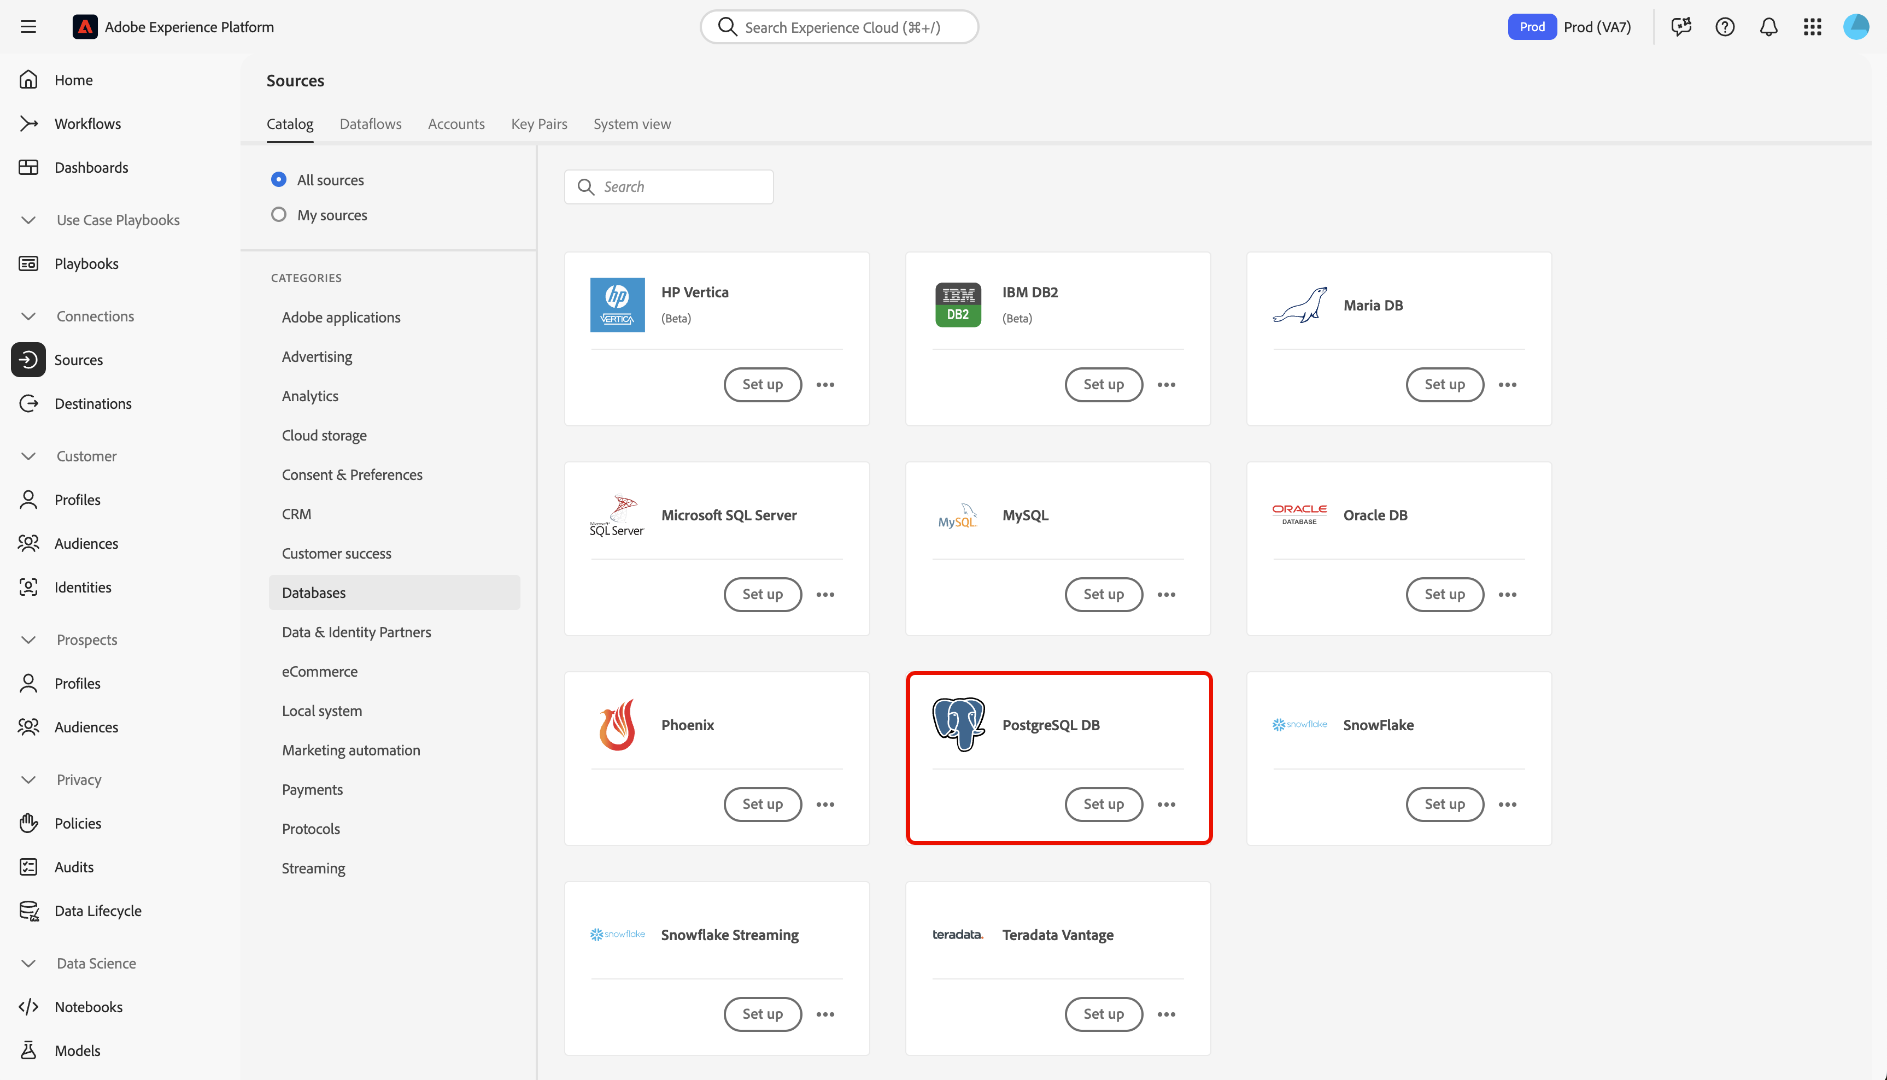 Adobe Experience Platform
Search Experience Cloud (⌘+/)
Prod
Prod (VA7)
Home
Workflows
Dashboards
Use Case Playbooks
Playbooks
Connections
Sources
Destinations
Customer
Profiles
Audiences
Identities
Prospects
Profiles
Audiences
Privacy
Policies
Audits
Data Lifecycle
Data Science
Notebooks
Models
Sources
Catalog
Dataflows
Accounts
Key Pairs
System view
All sources
My sources
CATEGORIES
Adobe applications
Advertising
Analytics
Cloud storage
Consent & Preferences
CRM
Customer success
Databases
Data & Identity Partners
eCommerce
Local system
Marketing automation
Payments
Protocols
Streaming
Search
hp
VERTICA
HP Vertica
(Beta)
Set up
IBM
DB2
IBM DB2
(Beta)
Set up
Maria DB
Set up
Microsoft
SQL Server
Microsoft SQL Server
Set up
MySQL
MySQL
Set up
ORACLE
DATABASE
Oracle DB
Set up
Phoenix
Set up
PostgreSQL DB
Set up
snowflake
SnowFlake
Set up
snowflake
Snowflake Streaming
Set up
teradata.
Teradata Vantage
Set up